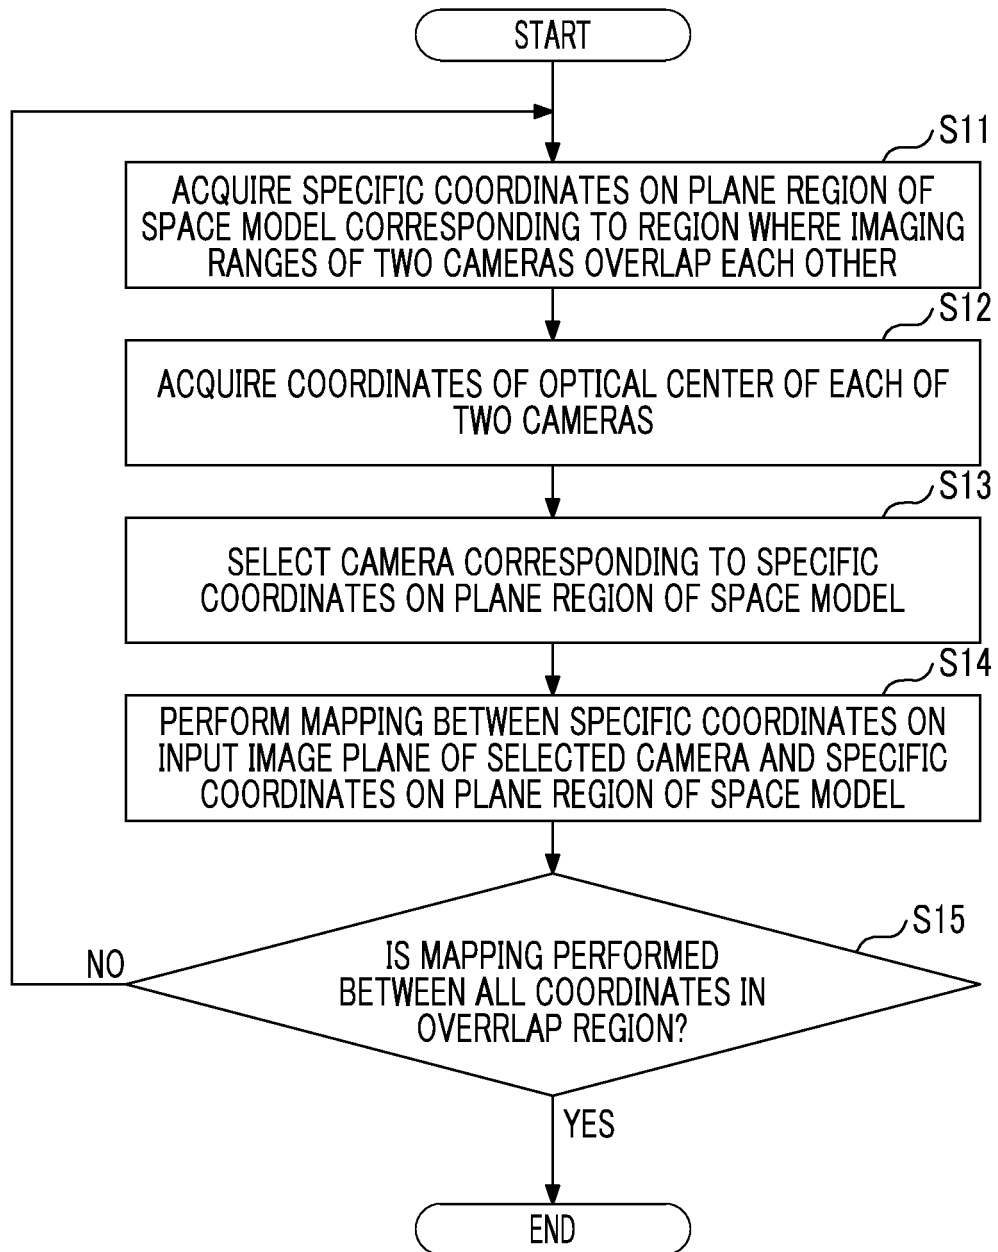 START
S11
ACQUIRE SPECIFIC COORDINATES ON PLANE REGION OF
SPACE MODEL CORRESPONDING TO REGION WHERE IMAGING
RANGES OF TWO CAMERAS OVERLAP EACH OTHER
S12
ACQUIRE COORDINATES OF OPTICAL CENTER OF EACH OF
TWO CAMERAS
S13
SELECT CAMERA CORRESPONDING TO SPECIFIC
COORDINATES ON PLANE REGION OF SPACE MODEL
S14
PERFORM MAPPING BETWEEN SPECIFIC COORDINATES ON
INPUT IMAGE PLANE OF SELECTED CAMERA AND SPECIFIC
COORDINATES ON PLANE REGION OF SPACE MODEL
S15
IS MAPPING PERFORMED
BETWEEN ALL COORDINATES IN
OVERRLAP REGION?
NO
YES
END